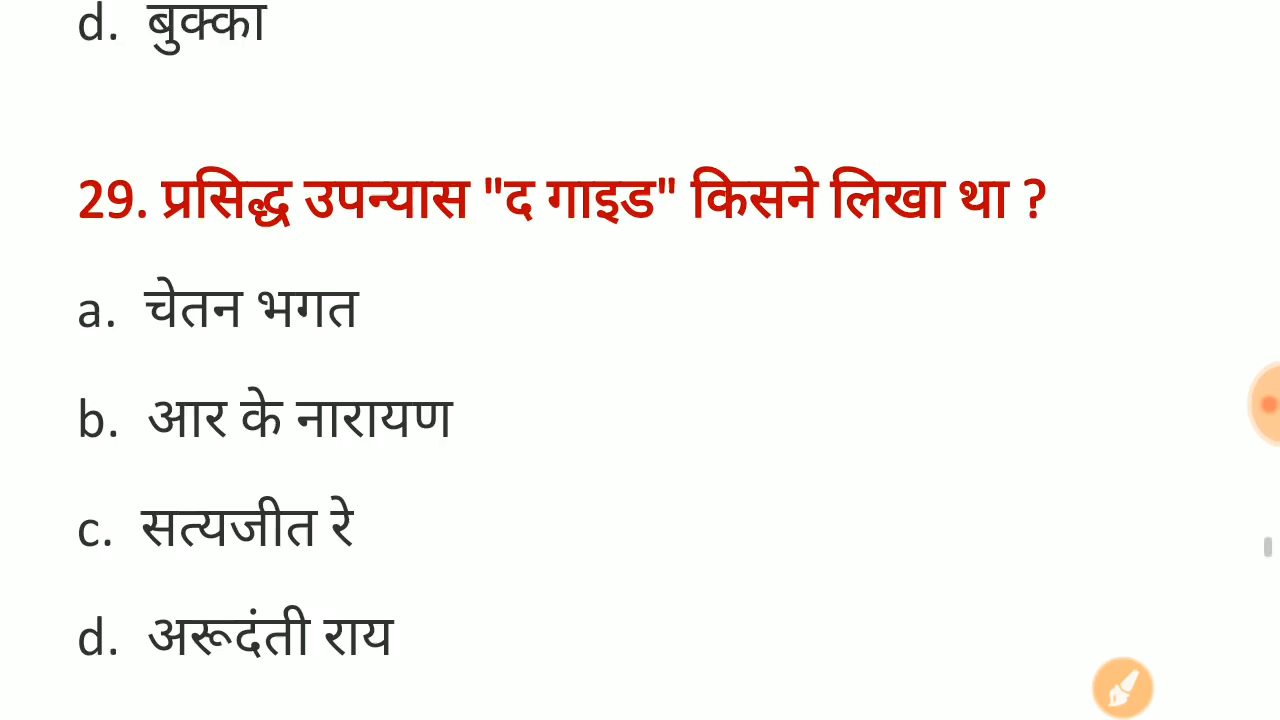 d. बुक्का
29. प्रसिद्ध उपन्यास "द गाइड" किसने लिखा था ?
a. चेतन भगत
b. आर के नारायण
c. सत्यजीत रे
d. अरूदंती राय